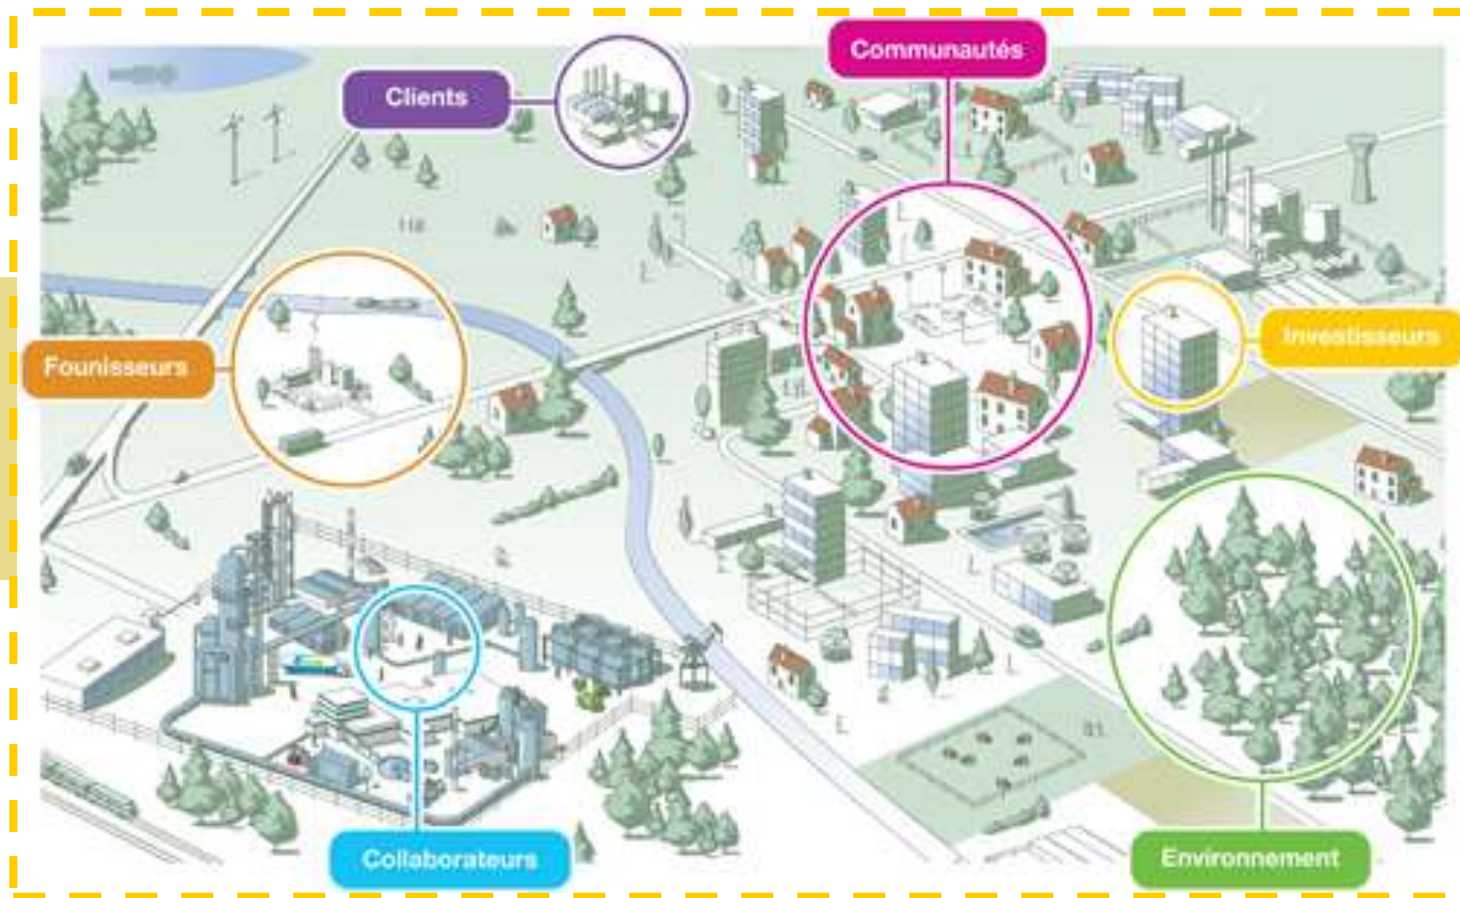 Communautés
Clients
Investisseurs
Founisseurs
Collaborateurs
Environnement